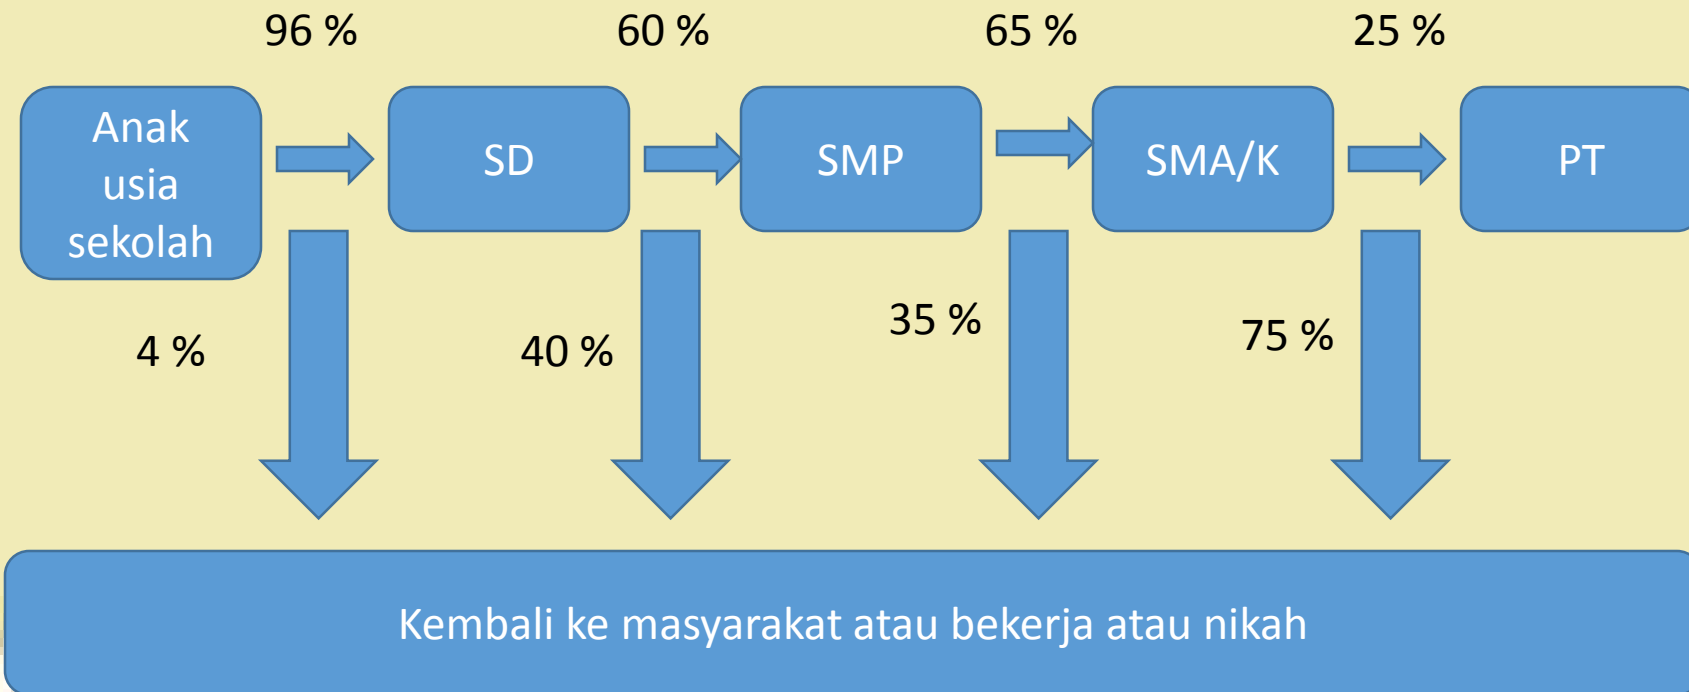 96 %
60 %
65 %
25 %
Anak
usia
sekolah
SD
SMP
SMA/K
PT
4 %
40 %
35 %
75 %
Kembali ke masyarakat atau bekerja atau nikah